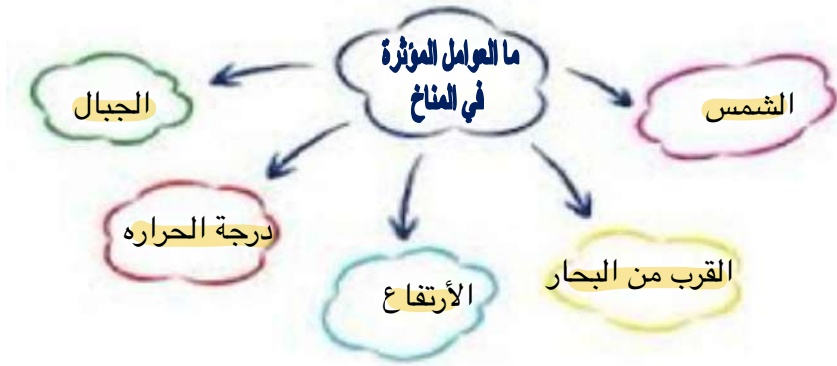 ما العوامل المؤثرة
في المناخ
الشمس
الجبال
درجة الحراره
القرب من البحار
الأرتفاع